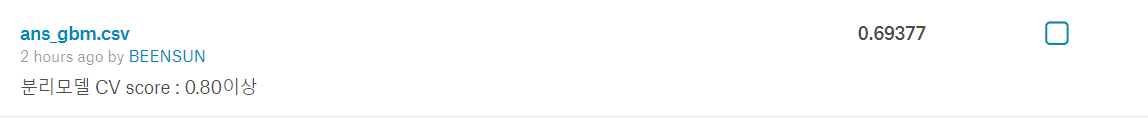 ans_gbm.csv 0.69377
2 hours ago by BEENSUN
분리모델 CV score : 0.80이상